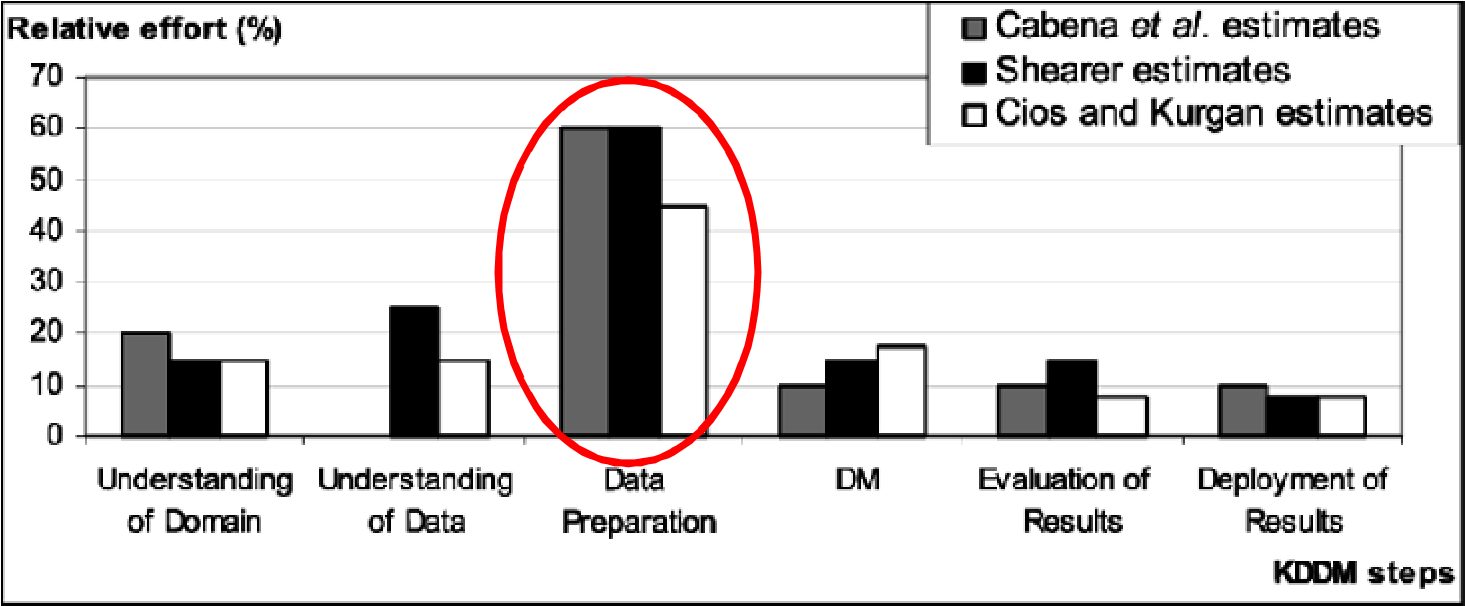 Relative effort (%)
Cabena et al. estimates
Shearer estimates
Cios and Kurgan estimates
70
60
50
40
30
20
10
0
Understanding of Domain
Understanding of Data
Data Preparation
DM
Evaluation of Results
Deployment of Results
KDDM steps